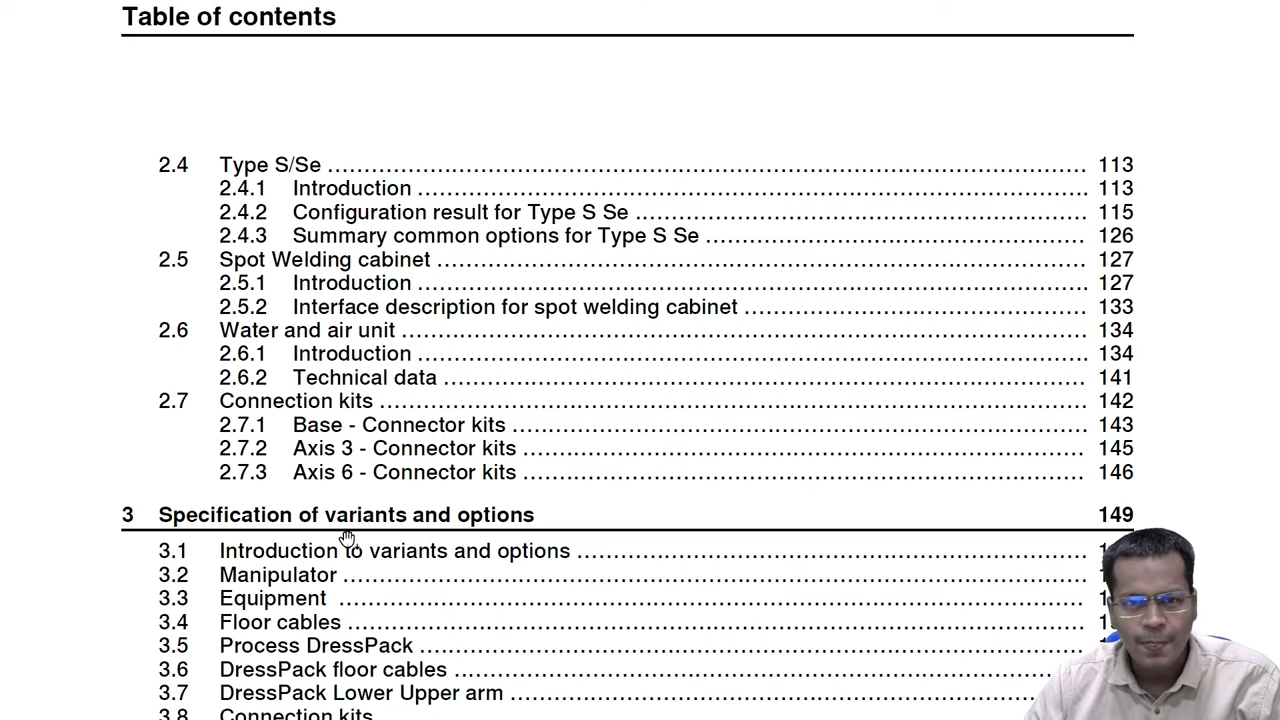 Table of contents
2.4 Type S/Se ........ 113
2.4.1 Introduction ........ 113
2.4.2 Configuration result for Type S Se ........ 115
2.4.3 Summary common options for Type S Se ........ 126
2.5 Spot Welding cabinet ........ 127
2.5.1 Introduction ........ 127
2.5.2 Interface description for spot welding cabinet ........ 133
2.6 Water and air unit ........ 134
2.6.1 Introduction ........ 134
2.6.2 Technical data ........ 141
2.7 Connection kits ........ 142
2.7.1 Base - Connector kits ........ 143
2.7.2 Axis 3 - Connector kits ........ 145
2.7.3 Axis 6 - Connector kits ........ 146
3 Specification of variants and options 149
3.1 Introduction to variants and options ........
3.2 Manipulator ........
3.3 Equipment ........
3.4 Floor cables ........
3.5 Process DressPack ........
3.6 DressPack floor cables ........
3.7 DressPack Lower Upper arm ........
3.8 Connection kits